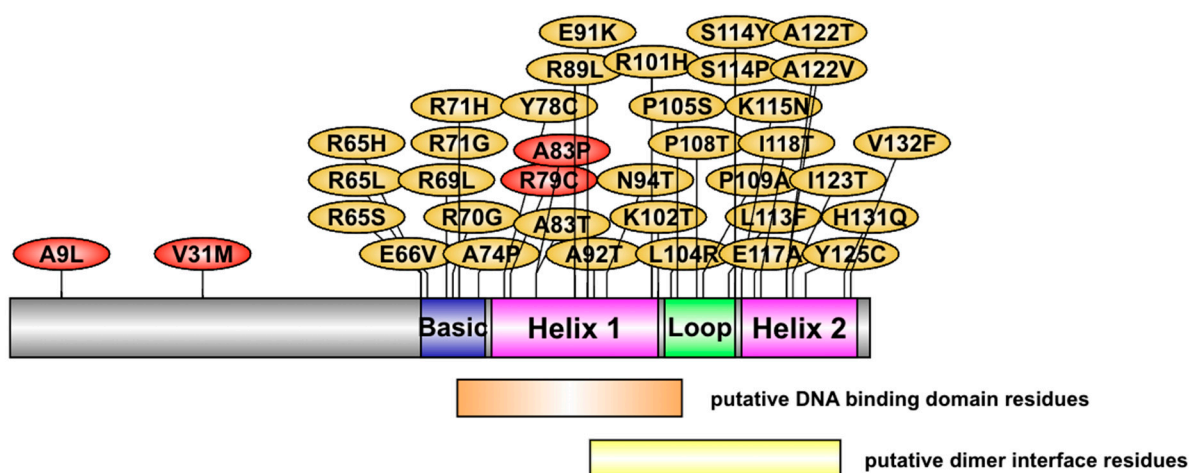 E91K S114Y A122T
R89L R101H S114P A122V
R71H Y78C P105S K115N
R65H R71G A83P P108T I118T V132F
R65L R69L R79C N94T P109A I123T
R65S R70G A83T K102T L113F H131Q
A9L V31M E66V A74P A92T L104R E117A Y125C
Basic Helix 1 Loop Helix 2
putative DNA binding domain residues
putative dimer interface residues